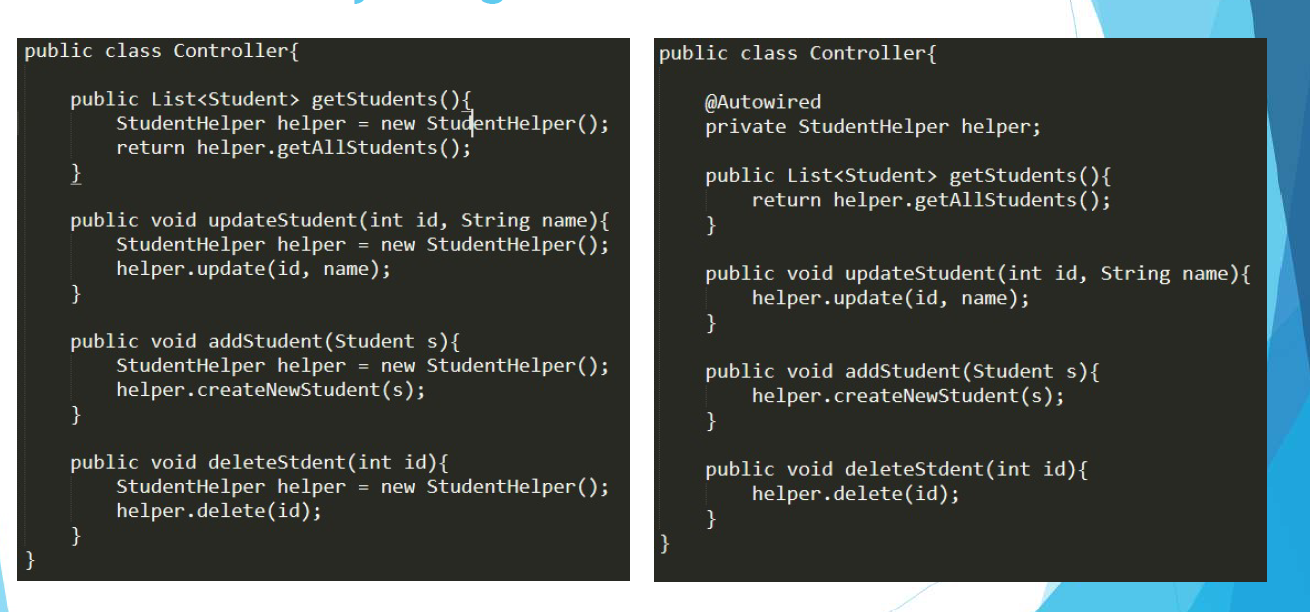 public class Controller{
public List<Student> getStudents(){
StudentHelper helper = new StudentHelper();
return helper.getAllStudents();
}
public void updateStudent(int id, String name){
StudentHelper helper = new StudentHelper();
helper.update(id, name);
}
public void addStudent(Student s){
StudentHelper helper = new StudentHelper();
helper.createNewStudent(s);
}
public void deleteStdent(int id){
StudentHelper helper = new StudentHelper();
helper.delete(id);
}
}
public class Controller{
@Autowired
private StudentHelper helper;
public List<Student> getStudents(){
return helper.getAllStudents();
}
public void updateStudent(int id, String name){
helper.update(id, name);
}
public void addStudent(Student s){
helper.createNewStudent(s);
}
public void deleteStdent(int id){
helper.delete(id);
}
}